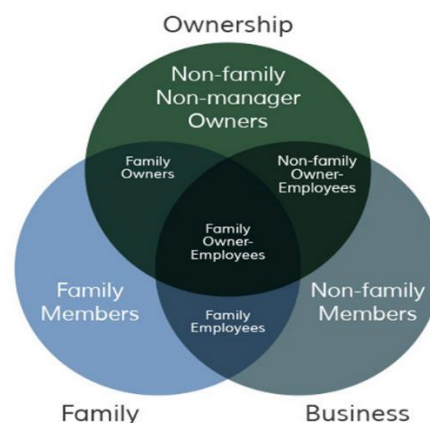 Ownership
Non-family
Non-manager
Owners
Family
Owners
Non-family
Owner-
Employees
Family
Owner-
Employees
Family
Members
Non-family
Members
Family
Employees
Family
Business